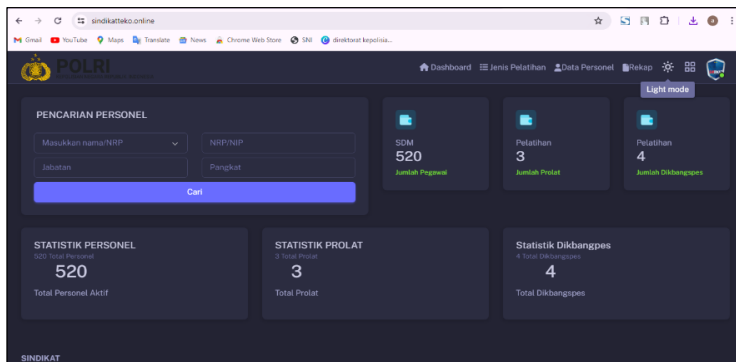 sindikatteko.online
Gmail YouTube Maps Translate News Chrome Web Store SNI direktorat kepolisia...
POLRI
Dashboard Jenis Pelatihan Data Personel Rekap
Light mode
PENCARIAN PERSONEL
Masukkan nama/NRP NRP/NIP
Jabatan Pangkat
Cari
SDM
520
Jumlah Pegawai
Pelatihan
3
Jumlah Prolat
Pelatihan
4
Jumlah Dikbangspes
STATISTIK PERSONEL
520 Total Personel
520
Total Personel Aktif
STATISTIK PROLAT
3 Total Prolat
3
Total Prolat
Statistik Dikbangpes
4 Total Dikbangspes
4
Total Dikbangspes
SINDIKAT